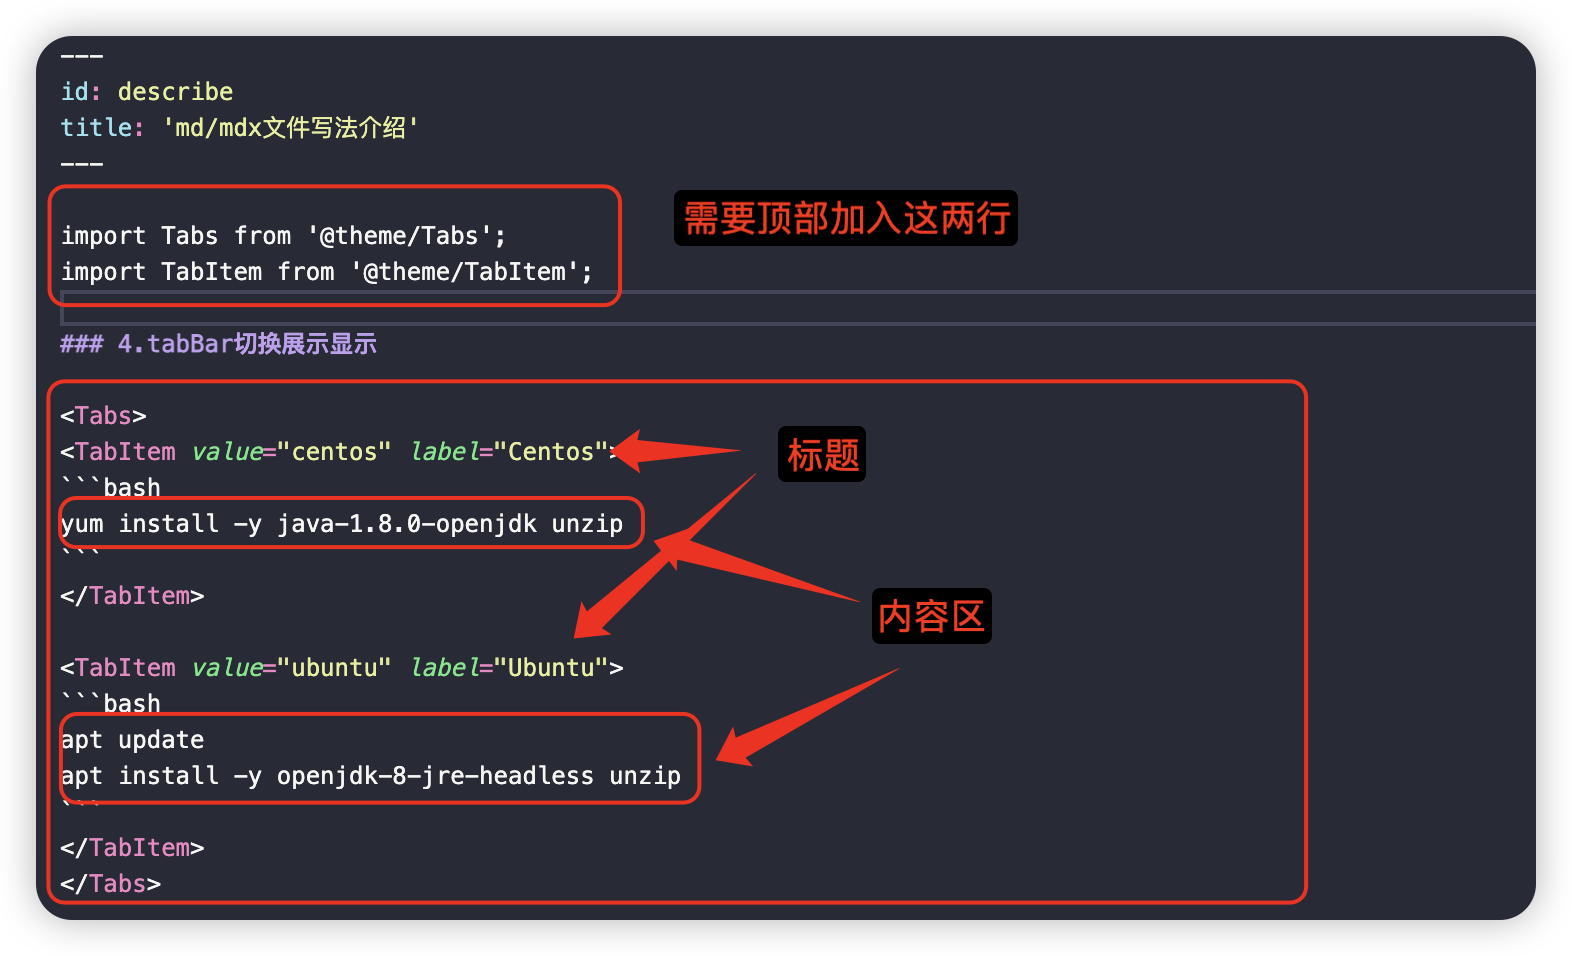 ---
id: describe
title: 'md/mdx文件写法介绍'
---
需要顶部加入这两行
import Tabs from '@theme/Tabs';
import TabItem from '@theme/TabItem';
### 4.tabBar切换展示显示
<Tabs>
<TabItem value="centos" label="Centos">
标题
```bash
yum install -y java-1.8.0-openjdk unzip
```
</TabItem>
内容区
<TabItem value="ubuntu" label="Ubuntu">
```bash
apt update
apt install -y openjdk-8-jre-headless unzip
```
</TabItem>
</Tabs>